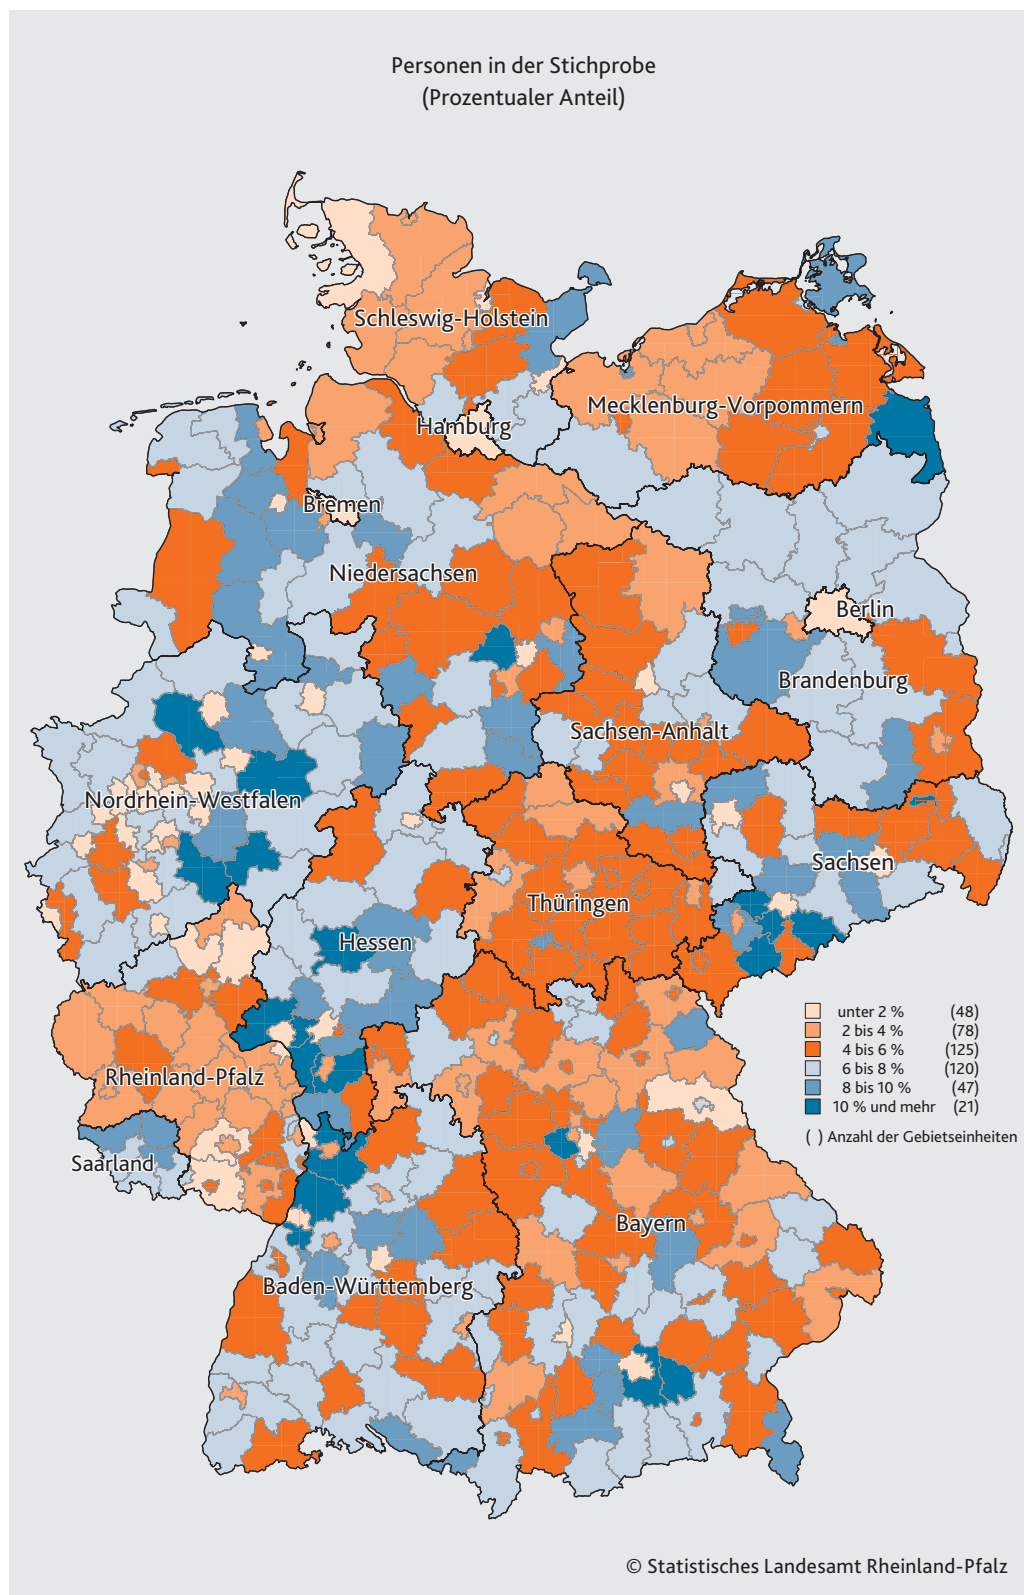 Personen in der Stichprobe
(Prozentualer Anteil)
Schleswig-Holstein
Mecklenburg-Vorpommern
Hamburg
Bremen
Niedersachsen
Berlin
Brandenburg
Sachsen-Anhalt
Nordrhein-Westfalen
Sachsen
Thüringen
Hessen
unter 2 % (48)
2 bis 4 % (78)
4 bis 6 % (125)
6 bis 8 % (120)
8 bis 10 % (47)
10 % und mehr (21)
( ) Anzahl der Gebietseinheiten
Rheinland-Pfalz
Saarland
Bayern
Baden-Württemberg
© Statistisches Landesamt Rheinland-Pfalz